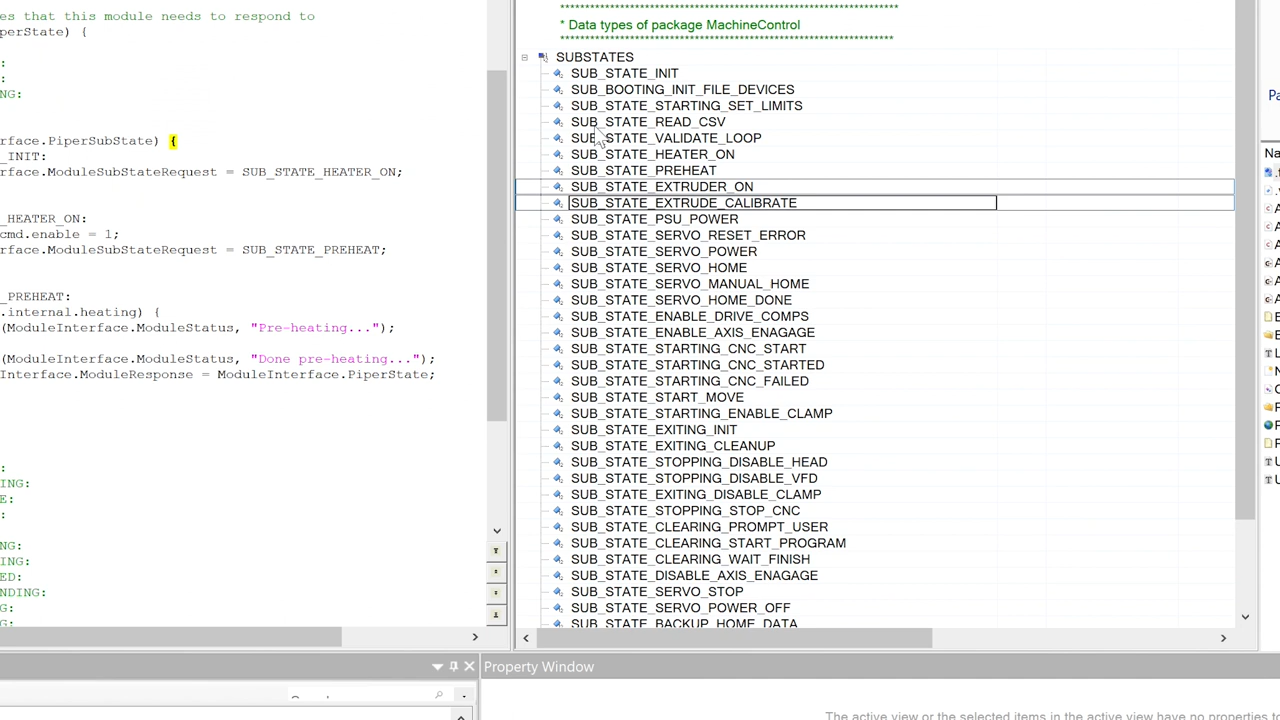 es that this module needs to respond to
perState) {
:
:
NG:
rface.PiperSubState) {
_INIT:
rface.ModuleSubStateRequest = SUB_STATE_HEATER_ON;
_HEATER_ON:
cmd.enable = 1;
rface.ModuleSubStateRequest = SUB_STATE_PREHEAT;
_PREHEAT:
.internal.heating) {
(ModuleInterface.ModuleStatus, "Pre-heating...");
(ModuleInterface.ModuleStatus, "Done pre-heating...");
Interface.ModuleResponse = ModuleInterface.PiperState;
:
ING:
E:
:
NG:
ING:
ED:
NDING:
G:
NG:
* Data types of package MachineControl
SUBSTATES
SUB_STATE_INIT
SUB_BOOTING_INIT_FILE_DEVICES
SUB_STATE_STARTING_SET_LIMITS
SUB_STATE_READ_CSV
SUB_STATE_VALIDATE_LOOP
SUB_STATE_HEATER_ON
SUB_STATE_PREHEAT
SUB_STATE_EXTRUDER_ON
SUB_STATE_EXTRUDE_CALIBRATE
SUB_STATE_PSU_POWER
SUB_STATE_SERVO_RESET_ERROR
SUB_STATE_SERVO_POWER
SUB_STATE_SERVO_HOME
SUB_STATE_SERVO_MANUAL_HOME
SUB_STATE_SERVO_HOME_DONE
SUB_STATE_ENABLE_DRIVE_COMPS
SUB_STATE_ENABLE_AXIS_ENAGAGE
SUB_STATE_STARTING_CNC_START
SUB_STATE_STARTING_CNC_STARTED
SUB_STATE_STARTING_CNC_FAILED
SUB_STATE_START_MOVE
SUB_STATE_STARTING_ENABLE_CLAMP
SUB_STATE_EXITING_INIT
SUB_STATE_EXITING_CLEANUP
SUB_STATE_STOPPING_DISABLE_HEAD
SUB_STATE_STOPPING_DISABLE_VFD
SUB_STATE_EXITING_DISABLE_CLAMP
SUB_STATE_STOPPING_STOP_CNC
SUB_STATE_CLEARING_PROMPT_USER
SUB_STATE_CLEARING_START_PROGRAM
SUB_STATE_CLEARING_WAIT_FINISH
SUB_STATE_DISABLE_AXIS_ENAGAGE
SUB_STATE_SERVO_STOP
SUB_STATE_SERVO_POWER_OFF
SUB_STATE_BACKUP_HOME_DATA
Property Window
The active view or the selected items in the active view have no properties to
Pa
Na